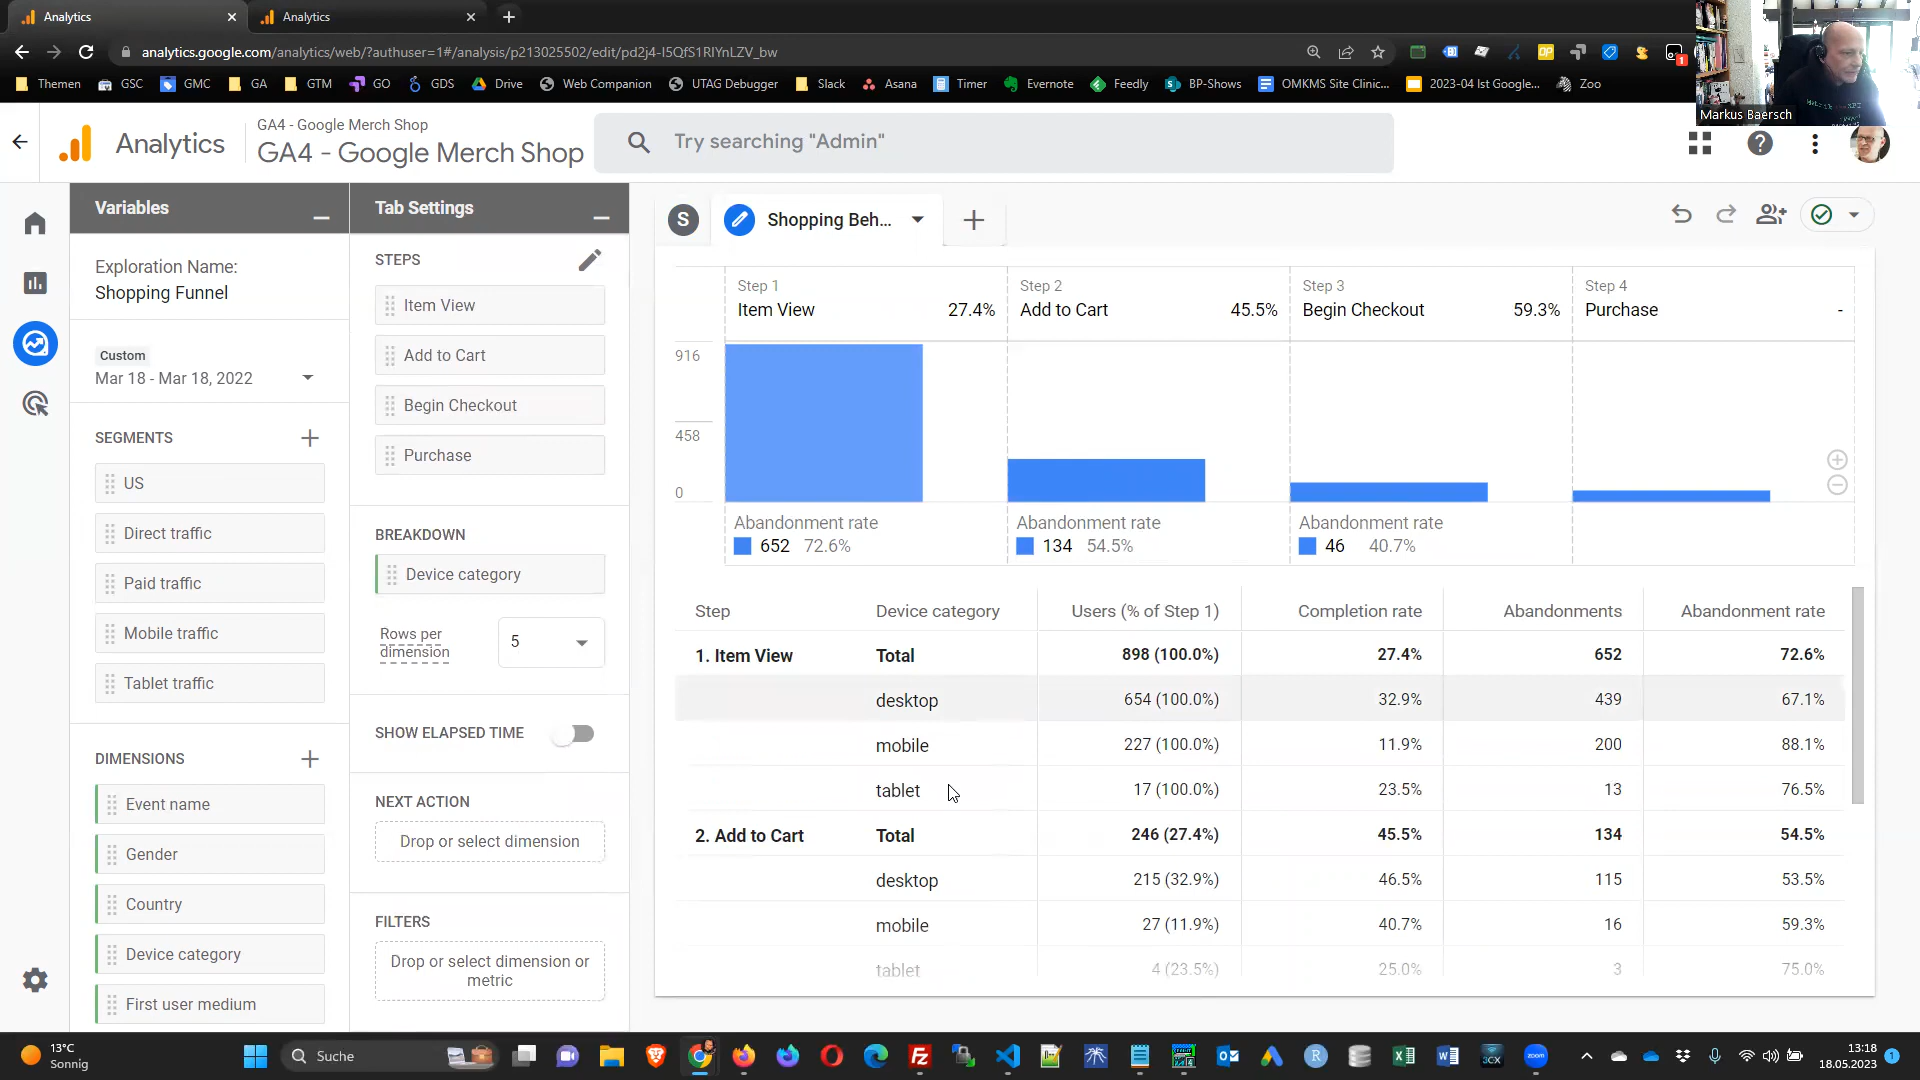 Analytics
Analytics
analytics.google.com/analytics/web/?authuser=1#/analysis/p213025502/edit/pd2j4-I5QfS1RlYnLZV_bw
Themen GSC GMC GA GTM GO GDS Drive Web Companion UTAG Debugger Slack Asana Timer Evernote Feedly BP-Shows OMKMS Site Clinic... 2023-04 Ist Google... Zoo
Markus Baersch
Analytics
GA4 - Google Merch Shop
GA4 - Google Merch Shop
Try searching "Admin"
Variables
Exploration Name:
Shopping Funnel
Custom
Mar 18 - Mar 18, 2022
SEGMENTS
US
Direct traffic
Paid traffic
Mobile traffic
Tablet traffic
DIMENSIONS
Event name
Gender
Country
Device category
First user medium
Tab Settings
STEPS
Item View
Add to Cart
Begin Checkout
Purchase
BREAKDOWN
Device category
Rows per
dimension
5
SHOW ELAPSED TIME
NEXT ACTION
Drop or select dimension
FILTERS
Drop or select dimension or
metric
S
Shopping Beh...
Step 1 Step 2 Step 3 Step 4
Item View 27.4% Add to Cart 45.5% Begin Checkout 59.3% Purchase -
916
458
0
Abandonment rate Abandonment rate Abandonment rate
652 72.6% 134 54.5% 46 40.7%
Step Device category Users (% of Step 1) Completion rate Abandonments Abandonment rate
1. Item View Total 898 (100.0%) 27.4% 652 72.6%
desktop 654 (100.0%) 32.9% 439 67.1%
mobile 227 (100.0%) 11.9% 200 88.1%
tablet 17 (100.0%) 23.5% 13 76.5%
2. Add to Cart Total 246 (27.4%) 45.5% 134 54.5%
desktop 215 (32.9%) 46.5% 115 53.5%
mobile 27 (11.9%) 40.7% 16 59.3%
tablet 4 (23.5%) 25.0% 3 75.0%
13°C
Sonnig
Suche
13:18
18.05.2023